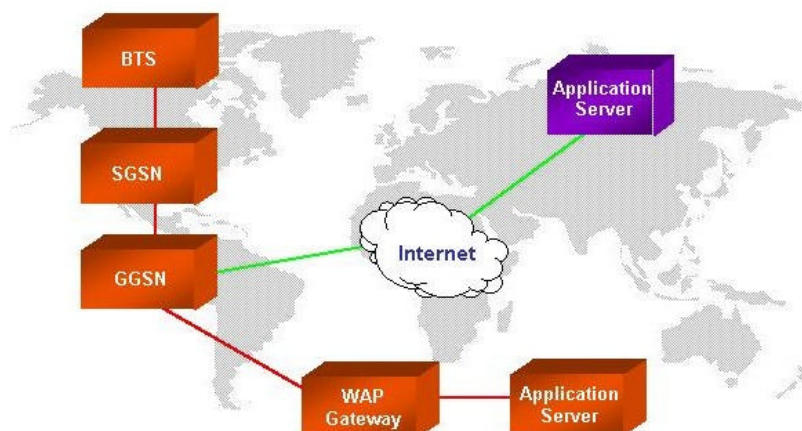 BTS
Application
Server
SGSN
Internet
GGSN
WAP
Gateway
Application
Server